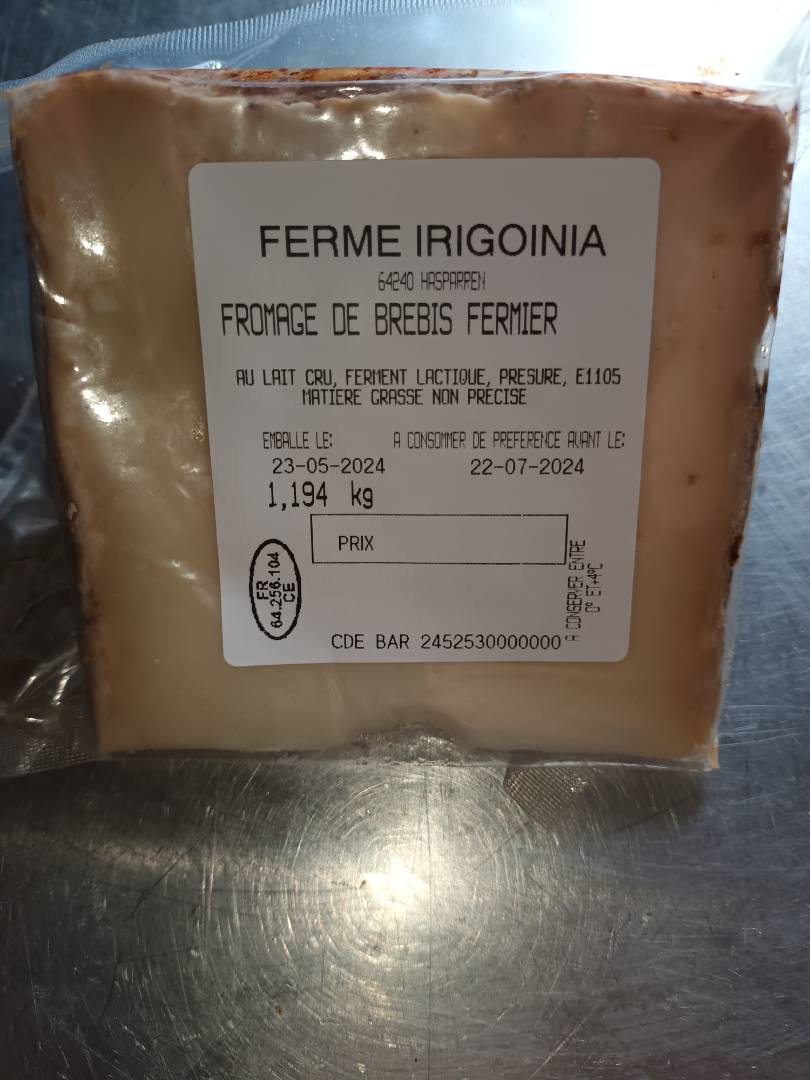 FERME IRIGOINIA
64240 HASPARREN
FROMAGE DE BREBIS FERMIER
AU LAIT CRU, FERMENT LACTIQUE, PRESURE, E1105
MATIERE GRASSE NON PRECISE
EMBALLE LE: A CONSOMMER DE PREFERENCE AVANT LE:
23-05-2024 22-07-2024
1,194 kg
PRIX
FR
64.256.104
CE
A CONSERVER ENTRE
0° ET+4°C
CDE BAR 2452530000000